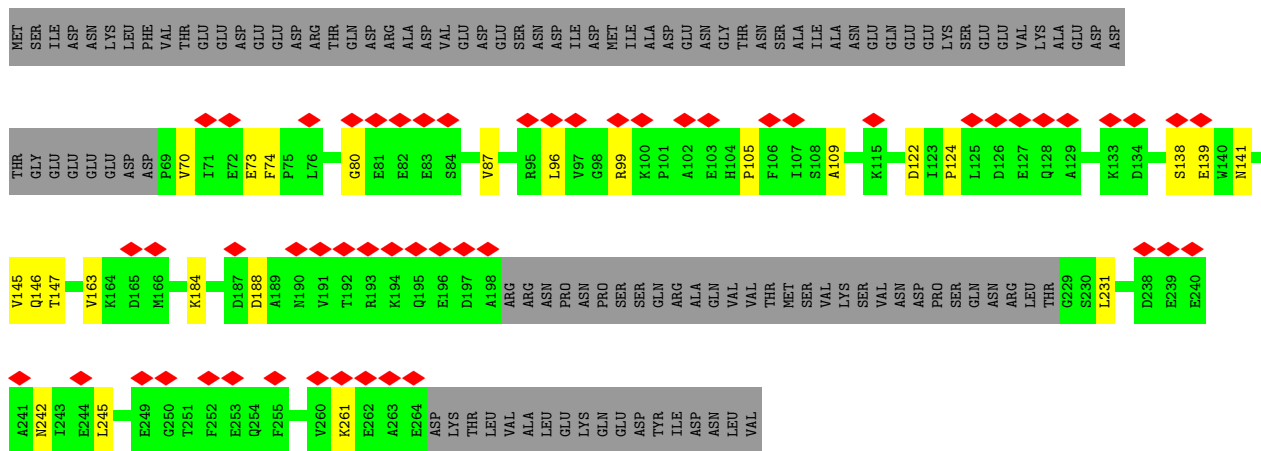 MET SER ILE ASP ASN LYS LEU PHE VAL THR GLU GLU ASP GLU GLU ASP ARG THR GLN ASP ARG ALA ASP VAL GLU ASP GLU SER ASN ASP ILE ASP MET ILE ALA ASP GLU ASN GLY THR ASN SER ALA ILE ALA ASN GLU GLN GLU GLU LYS SER GLU GLU VAL LYS ALA GLU ASP ASP
THR GLY GLU GLU GLU GLU ASP ASP P69 V70 I71 E72 E73 F74 P75 L76 G80 E81 E82 E83 S84 V87 R95 L96 V97 G98 R99 K100 P101 A102 E103 H104 P105 F106 I107 S108 A109 K115 D122 I123 P124 L125 D126 E127 Q128 A129 K133 D134 S138 E139 W140 N141
V145 Q146 T147 V163 K164 D165 M166 K184 D187 D188 A189 N190 V191 T192 R193 K194 Q195 E196 D197 A198 ARG ARG ASN PRO ASN PRO SER SER GLN ARG ALA GLN VAL VAL THR MET SER VAL LYS SER VAL ASN ASP PRO SER GLN ASN ARG LEU THR G229 S230 L231 D238 E239 E240
A241 N242 I243 E244 L245 E249 G250 T251 F252 E253 Q254 F255 V260 K261 E262 A263 E264 ASP LYS THR LEU VAL ALA LEU GLU LYS GLN GLU ASP TYR ILE ASP ASN LEU VAL